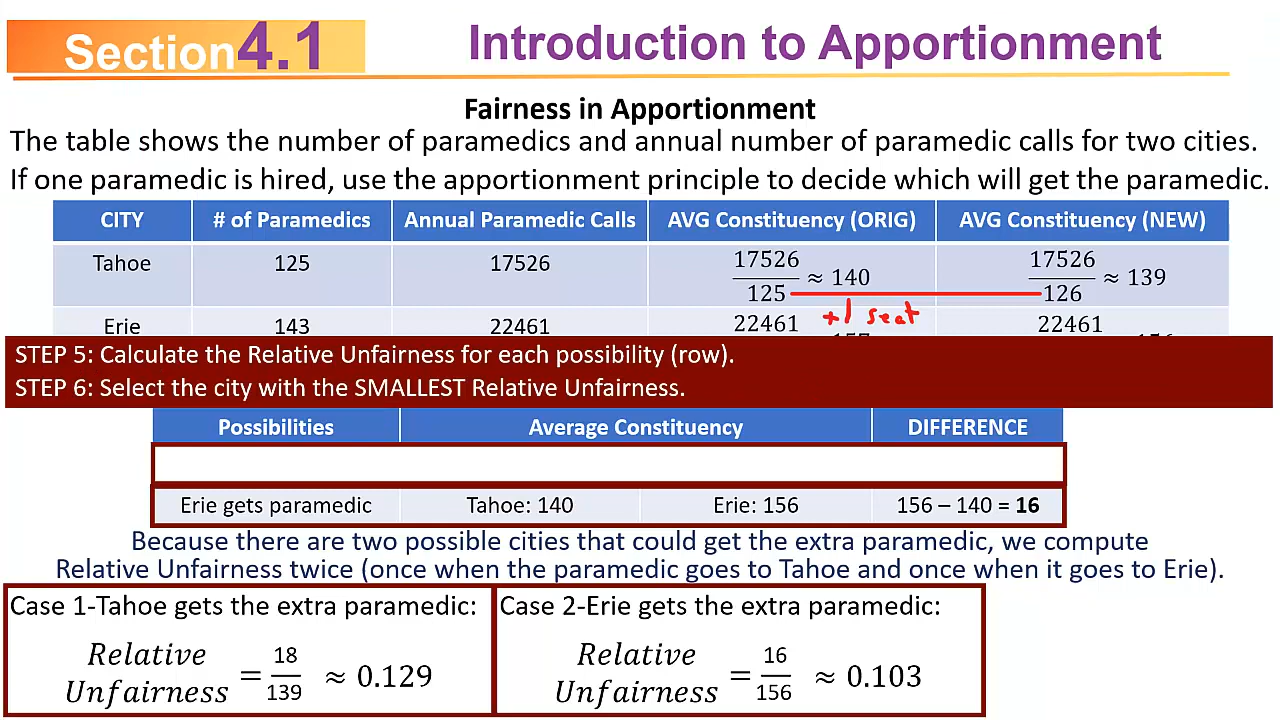 Section 4.1 Introduction to Apportionment
Fairness in Apportionment
The table shows the number of paramedics and annual number of paramedic calls for two cities.
If one paramedic is hired, use the apportionment principle to decide which will get the paramedic.
CITY # of Paramedics Annual Paramedic Calls AVG Constituency (ORIG) AVG Constituency (NEW)
Tahoe 125 17526 17526/125 ≈ 140 17526/126 ≈ 139
+1 seat
Erie 143 22461 22461 22461
STEP 5: Calculate the Relative Unfairness for each possibility (row).
STEP 6: Select the city with the SMALLEST Relative Unfairness.
Possibilities Average Constituency DIFFERENCE
Erie gets paramedic Tahoe: 140 Erie: 156 156 – 140 = 16
Because there are two possible cities that could get the extra paramedic, we compute
Relative Unfairness twice (once when the paramedic goes to Tahoe and once when it goes to Erie).
Case 1-Tahoe gets the extra paramedic:
Relative Unfairness = 18/139 ≈ 0.129
Case 2-Erie gets the extra paramedic:
Relative Unfairness = 16/156 ≈ 0.103